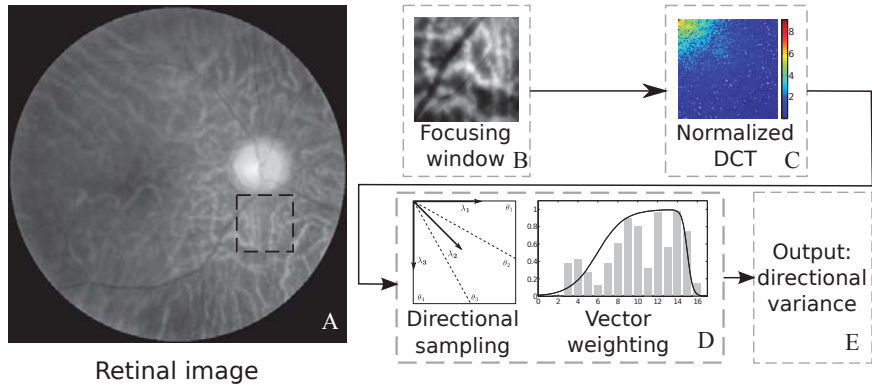 A
Retinal image
Focusing
window
B
8
6
4
2
Normalized
DCT
C
λ₁
θ₁
λ₂
λ₃
θ₂
θ₄
θ₃
Directional
sampling
1
0.8
0.6
0.4
0.2
0
0 2 4 6 8 10 12 14 16
Vector
weighting
D
Output:
directional
variance
E